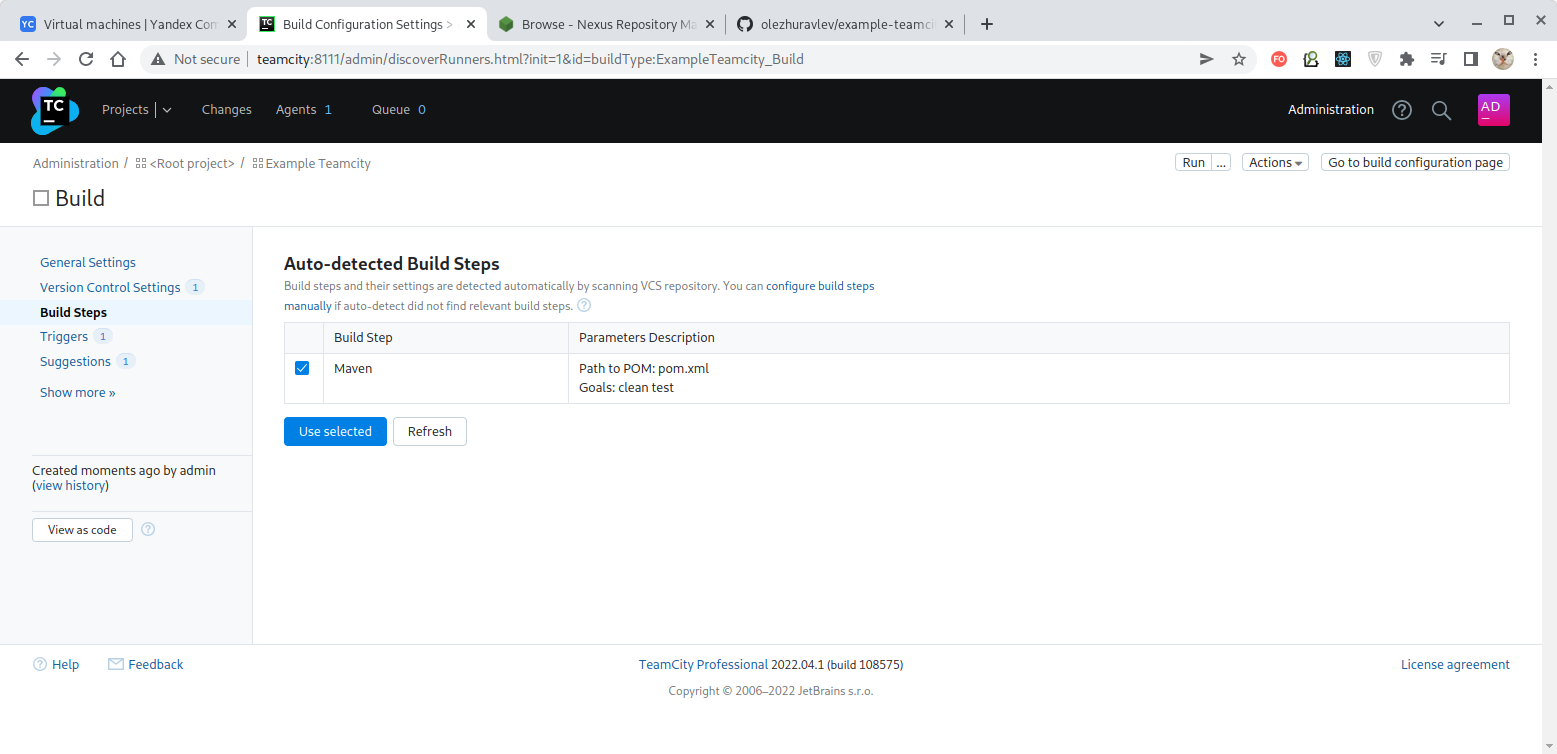 YC Virtual machines | Yandex Com
TC Build Configuration Settings >
Browse - Nexus Repository Ma
olezhuravlev/example-teamci
Not secure teamcity:8111/admin/discoverRunners.html?init=1&id=buildType:ExampleTeamcity_Build
FO
TC Projects Changes Agents 1 Queue 0 Administration AD
Administration / <Root project> / Example Teamcity Run ... Actions Go to build configuration page
Build
General Settings
Version Control Settings 1
Build Steps
Triggers 1
Suggestions 1
Show more »
Created moments ago by admin
(view history)
View as code
Auto-detected Build Steps
Build steps and their settings are detected automatically by scanning VCS repository. You can configure build steps
manually if auto-detect did not find relevant build steps.
Build Step Parameters Description
Maven Path to POM: pom.xml
Goals: clean test
Use selected Refresh
Help Feedback TeamCity Professional 2022.04.1 (build 108575) License agreement
Copyright © 2006–2022 JetBrains s.r.o.